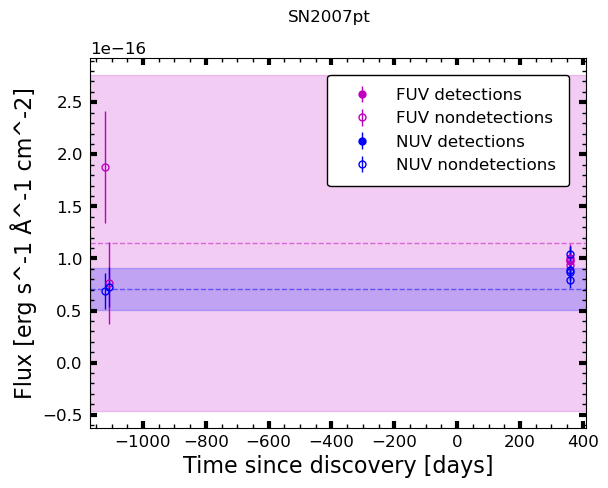 SN2007pt
1e−16
2.5
2.0
1.5
1.0
0.5
0.0
−0.5
FUV detections
FUV nondetections
NUV detections
NUV nondetections
−1000 −800 −600 −400 −200 0 200 400
Time since discovery [days]
Flux [erg s^-1 Å^-1 cm^-2]